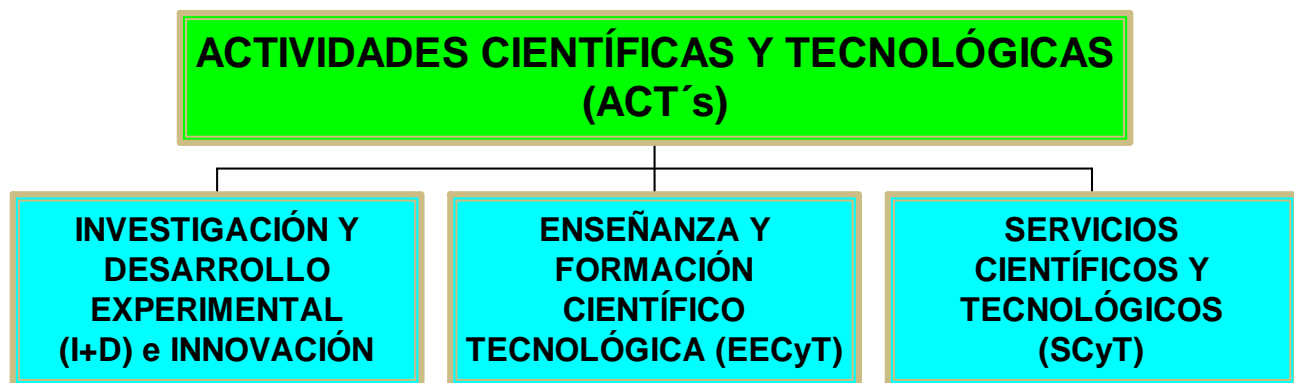 ACTIVIDADES CIENTÍFICAS Y TECNOLÓGICAS
(ACT´s)
INVESTIGACIÓN Y
DESARROLLO
EXPERIMENTAL
(I+D) e INNOVACIÓN
ENSEÑANZA Y
FORMACIÓN
CIENTÍFICO
TECNOLÓGICA (EECyT)
SERVICIOS
CIENTÍFICOS Y
TECNOLÓGICOS
(SCyT)